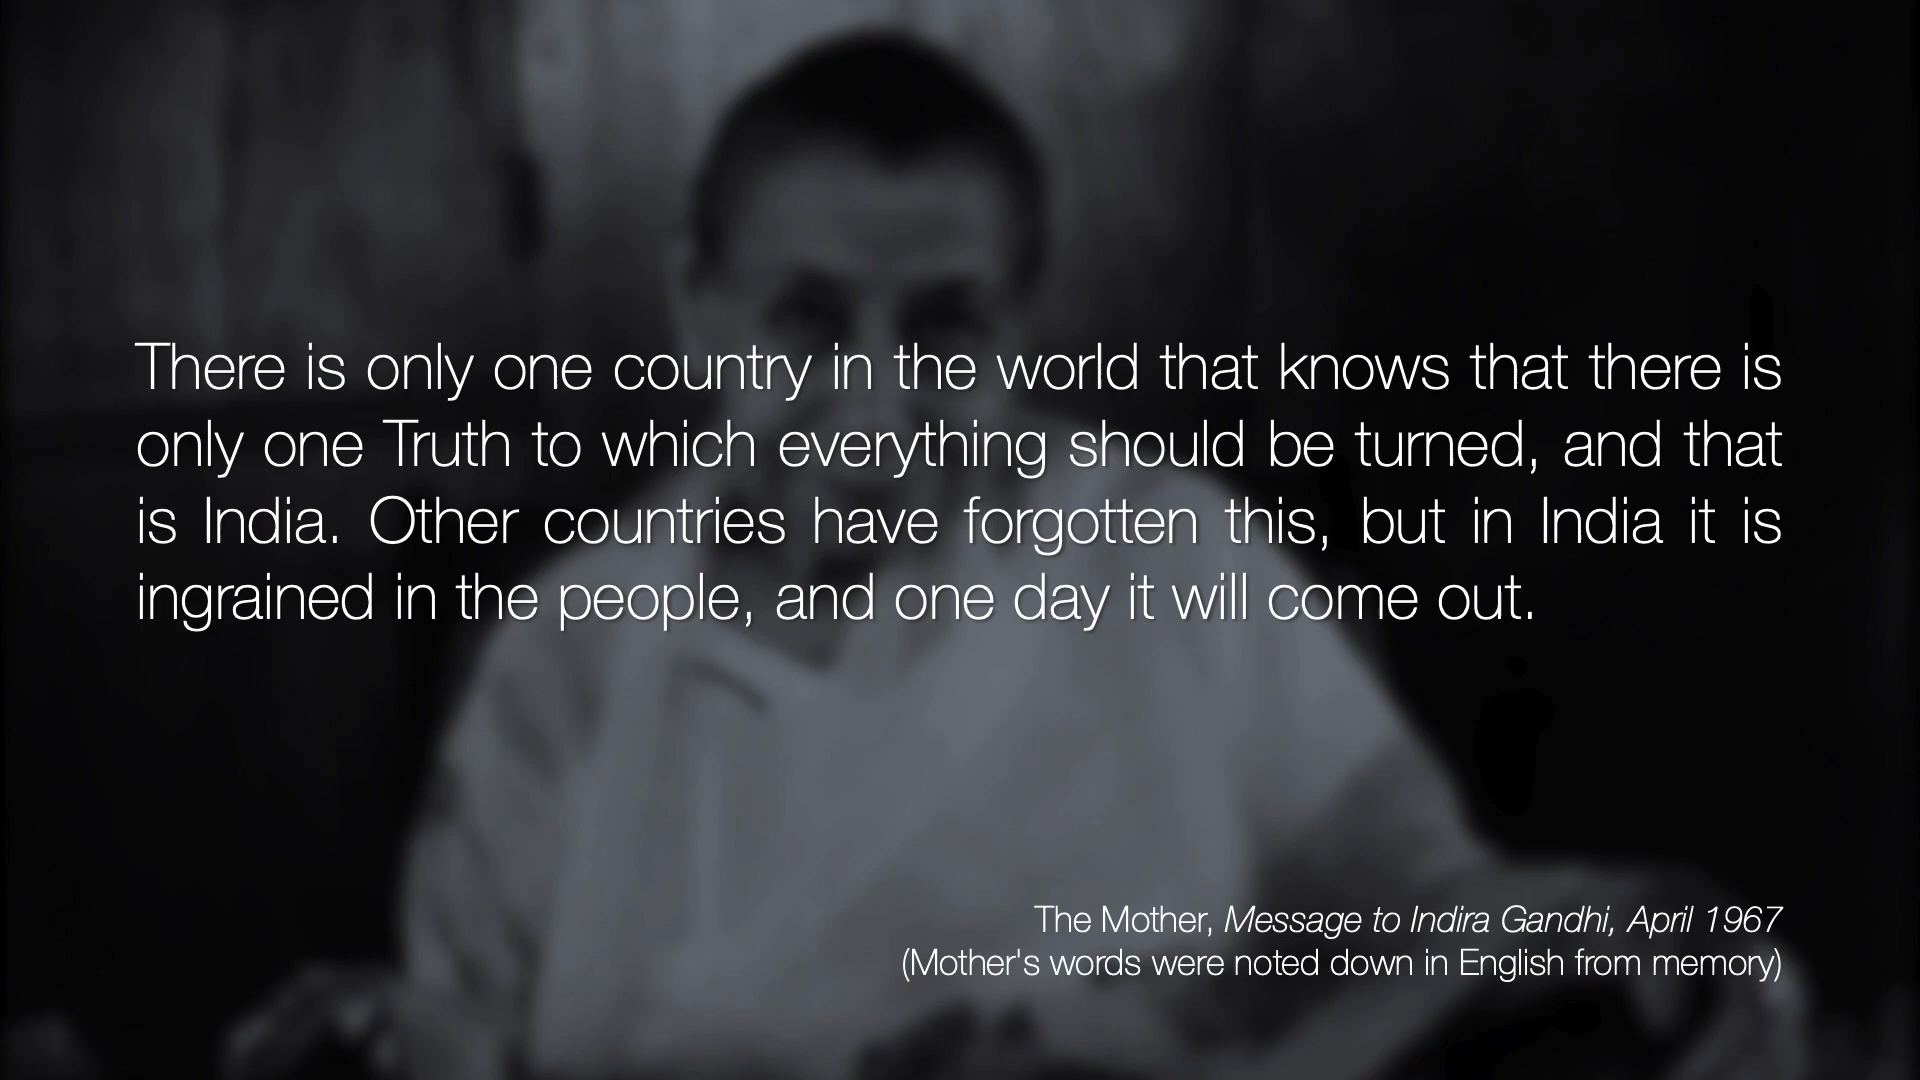 There is only one country in the world that knows that there is
only one Truth to which everything should be turned, and that
is India. Other countries have forgotten this, but in India it is
ingrained in the people, and one day it will come out.
The Mother, Message to Indira Gandhi, April 1967
(Mother's words were noted down in English from memory)